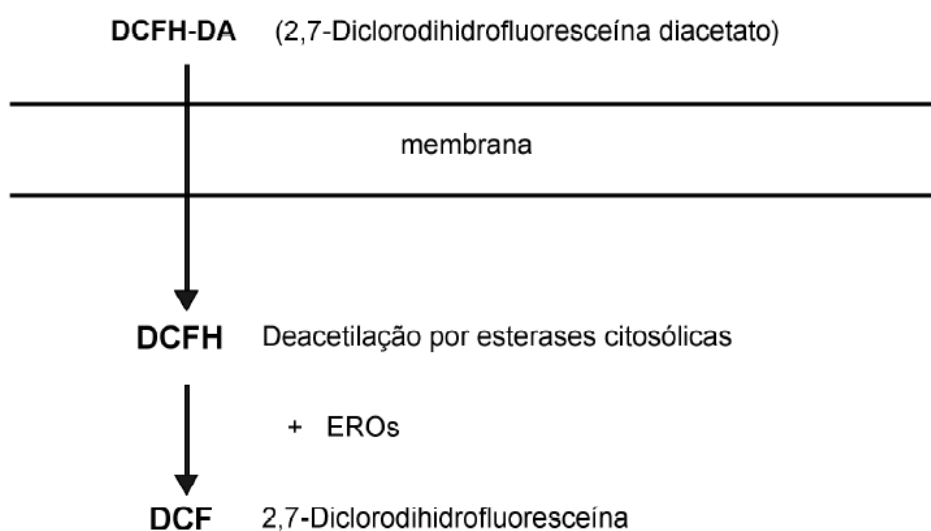 DCFH-DA (2,7-Diclorodihidrofluoresceína diacetato)
membrana
DCFH Deacetilação por esterases citosólicas
+ EROs
DCF 2,7-Diclorodihidrofluoresceína